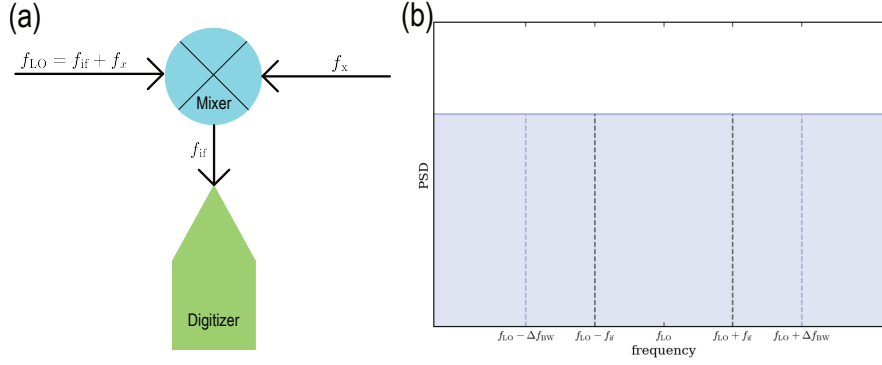 (a)
f_LO = f_if + f_x
f_x
Mixer
f_if
Digitizer
(b)
PSD
f_LO − Δf_BW
f_LO − f_if
f_LO
f_LO + f_if
f_LO + Δf_BW
frequency